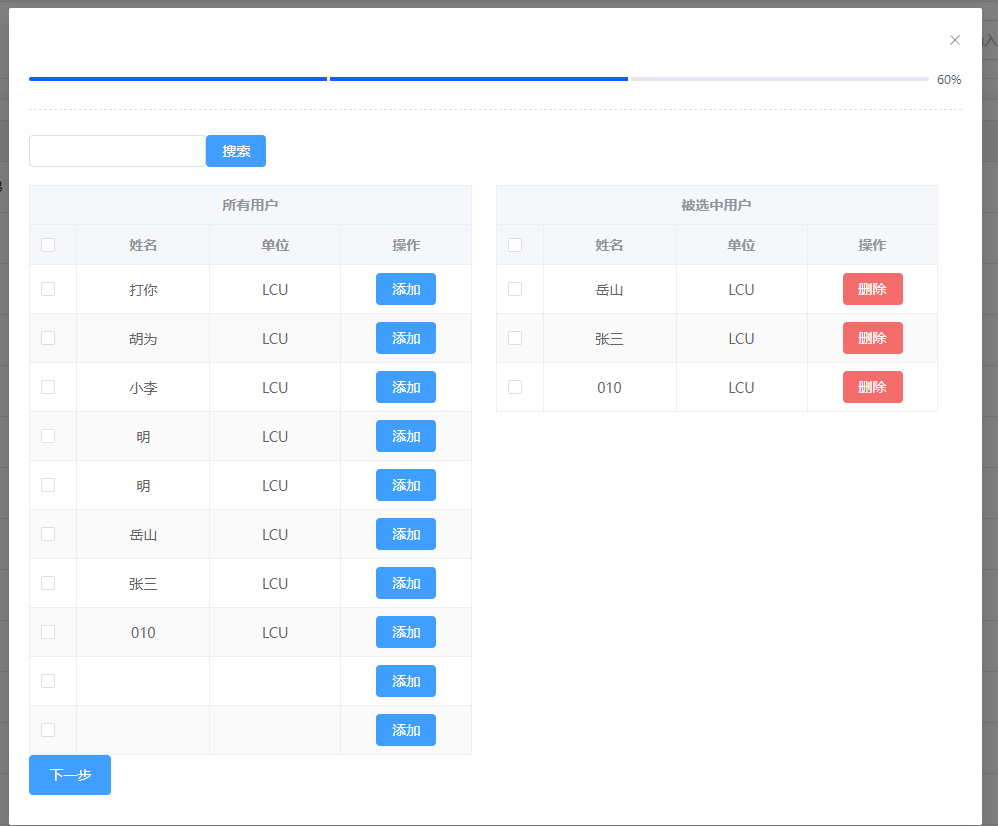 60%
搜索
所有用户
姓名 单位 操作
打你 LCU 添加
胡为 LCU 添加
小李 LCU 添加
明 LCU 添加
明 LCU 添加
岳山 LCU 添加
张三 LCU 添加
010 LCU 添加
添加
添加
被选中用户
姓名 单位 操作
岳山 LCU 删除
张三 LCU 删除
010 LCU 删除
下一步